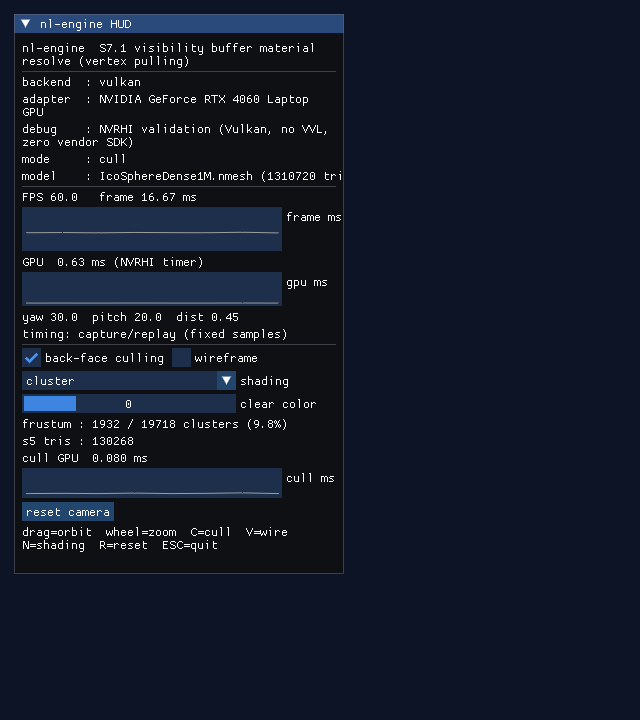 nl-engine HUD
nl-engine  S7.1 visibility buffer material
resolve (vertex pulling)
backend  : vulkan
adapter  : NVIDIA GeForce RTX 4060 Laptop
GPU
debug    : NVRHI validation (Vulkan, no VVL,
zero vendor SDK)
mode     : cull
model    : IcoSphereDense1M.nmesh (1310720 tri
FPS 60.0   frame 16.67 ms
frame ms
GPU  0.63 ms (NVRHI timer)
gpu ms
yaw 30.0  pitch 20.0  dist 0.45
timing: capture/replay (fixed samples)
back-face culling  wireframe
cluster  shading
0  clear color
frustum : 1932 / 19718 clusters (9.8%)
s5 tris : 130268
cull GPU  0.080 ms
cull ms
reset camera
drag=orbit  wheel=zoom  C=cull  V=wire
N=shading  R=reset  ESC=quit